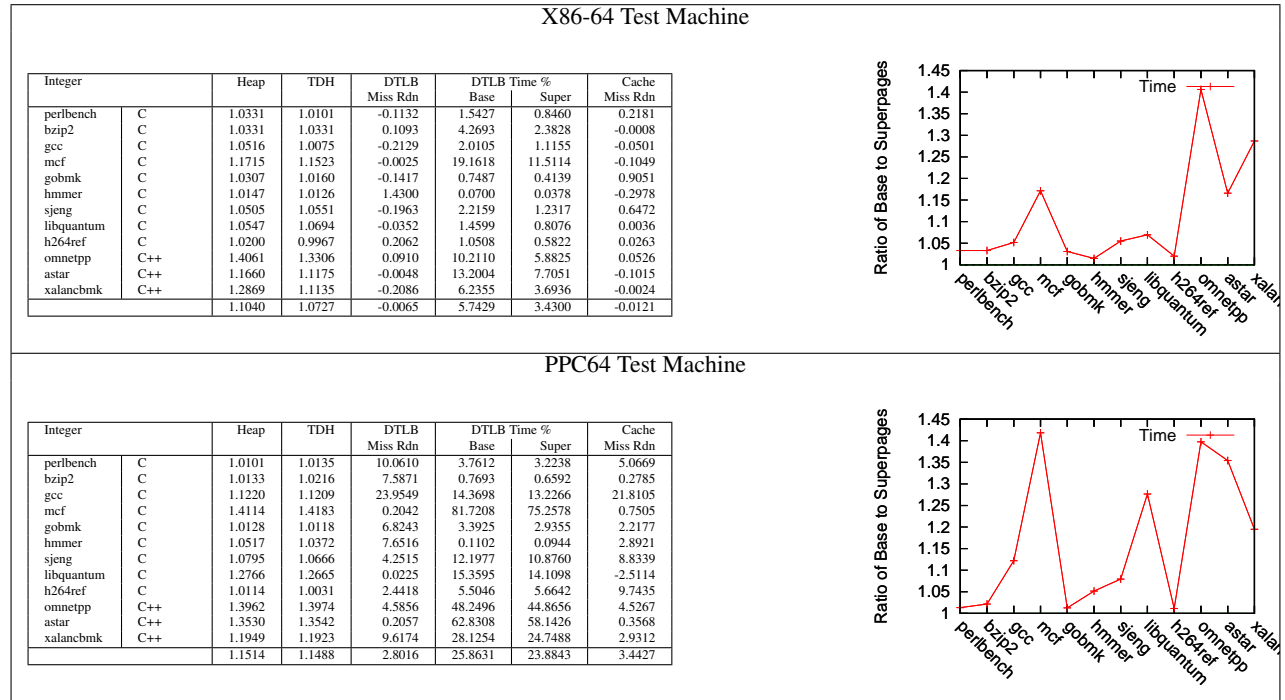 X86-64 Test Machine
Integer Heap TDH DTLB DTLB Time % Cache
Miss Rdn Base Super Miss Rdn
perlbench C 1.0331 1.0101 -0.1132 1.5427 0.8460 0.2181
bzip2 C 1.0331 1.0331 0.1093 4.2693 2.3828 -0.0008
gcc C 1.0516 1.0075 -0.2129 2.0105 1.1155 -0.0501
mcf C 1.1715 1.1523 -0.0025 19.1618 11.5114 -0.1049
gobmk C 1.0307 1.0160 -0.1417 0.7487 0.4139 0.9051
hmmer C 1.0147 1.0126 1.4300 0.0700 0.0378 -0.2978
sjeng C 1.0505 1.0551 -0.1963 2.2159 1.2317 0.6472
libquantum C 1.0547 1.0694 -0.0352 1.4599 0.8076 0.0036
h264ref C 1.0200 0.9967 0.2062 1.0508 0.5822 0.0263
omnetpp C++ 1.4061 1.3306 0.0910 10.2110 5.8825 0.0526
astar C++ 1.1660 1.1175 -0.0048 13.2004 7.7051 -0.1015
xalancbmk C++ 1.2869 1.1135 -0.2086 6.2355 3.6936 -0.0024
1.1040 1.0727 -0.0065 5.7429 3.4300 -0.0121
Ratio of Base to Superpages
1.45
1.4
1.35
1.3
1.25
1.2
1.15
1.1
1.05
1
Time
perlbench
bzip2
gcc
mcf
gobmk
hmmer
sjeng
libquantum
h264ref
omnetpp
astar
xalan
PPC64 Test Machine
Integer Heap TDH DTLB DTLB Time % Cache
Miss Rdn Base Super Miss Rdn
perlbench C 1.0101 1.0135 10.0610 3.7612 3.2238 5.0669
bzip2 C 1.0133 1.0216 7.5871 0.7693 0.6592 0.2785
gcc C 1.1220 1.1209 23.9549 14.3698 13.2266 21.8105
mcf C 1.4114 1.4183 0.2042 81.7208 75.2578 0.7505
gobmk C 1.0128 1.0118 6.8243 3.3925 2.9355 2.2177
hmmer C 1.0517 1.0372 7.6516 0.1102 0.0944 2.8921
sjeng C 1.0795 1.0666 4.2515 12.1977 10.8760 8.8339
libquantum C 1.2766 1.2665 0.0225 15.3595 14.1098 -2.5114
h264ref C 1.0114 1.0031 2.4418 5.5046 5.6642 9.7435
omnetpp C++ 1.3962 1.3974 4.5856 48.2496 44.8656 4.5267
astar C++ 1.3530 1.3542 0.2057 62.8308 58.1426 0.3568
xalancbmk C++ 1.1949 1.1923 9.6174 28.1254 24.7488 2.9312
1.1514 1.1488 2.8016 25.8631 23.8843 3.4427
Ratio of Base to Superpages
1.45
1.4
1.35
1.3
1.25
1.2
1.15
1.1
1.05
1
Time
perlbench
bzip2
gcc
mcf
gobmk
hmmer
sjeng
libquantum
h264ref
omnetpp
astar
xalan